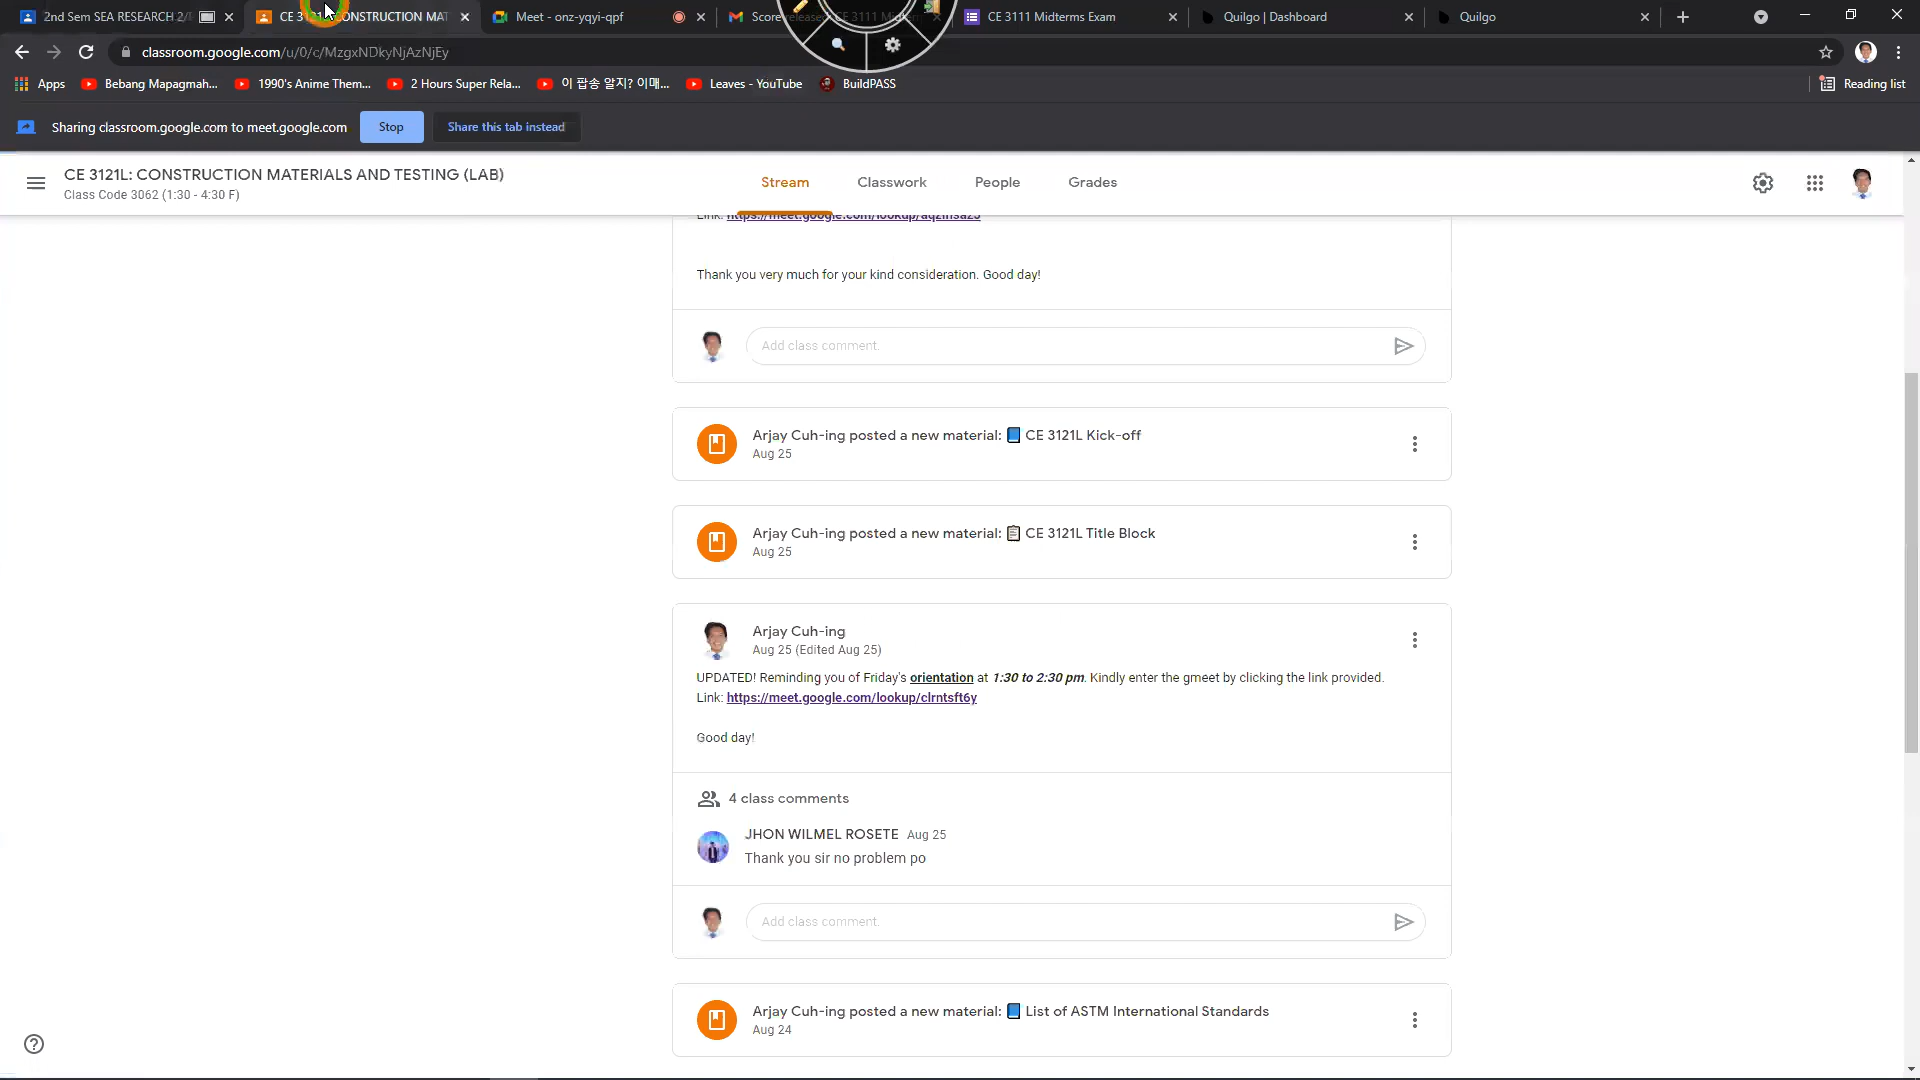 2nd Sem SEA RESEARCH 2/
Meet - onz-yqyi-qpf
CE 3111 Midterms Exam
Quilgo | Dashboard
Quilgo
classroom.google.com/u/0/c/MzgxNDkyNjAzNjEy
Apps
Bebang Mapagmah...
1990's Anime Them...
2 Hours Super Rela...
이 팝송 알지? 이매...
Leaves - YouTube
BuildPASS
Reading list
Sharing classroom.google.com to meet.google.com
Stop
Share this tab instead
CE 3121L: CONSTRUCTION MATERIALS AND TESTING (LAB)
Class Code 3062 (1:30 - 4:30 F)
Stream
Classwork
People
Grades
Thank you very much for your kind consideration. Good day!
Add class comment.
Arjay Cuh-ing posted a new material: CE 3121L Kick-off
Aug 25
Arjay Cuh-ing posted a new material: CE 3121L Title Block
Aug 25
Arjay Cuh-ing
Aug 25 (Edited Aug 25)
UPDATED! Reminding you of Friday's orientation at 1:30 to 2:30 pm. Kindly enter the gmeet by clicking the link provided.
Link: https://meet.google.com/lookup/clrntsft6y
Good day!
4 class comments
JHON WILMEL ROSETE Aug 25
Thank you sir no problem po
Add class comment.
Arjay Cuh-ing posted a new material: List of ASTM International Standards
Aug 24